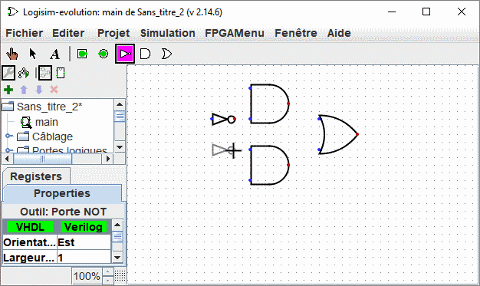 Logisim-evolution: main de Sans_titre_2 (v 2.14.6)
Fichier Editer Projet Simulation FPGAMenu Fenêtre Aide
A
Sans_titre_2*
main
Câblage
Portes logiques
Registers
Properties
Outil: Porte NOT
VHDL Verilog
Orientat... Est
Largeur... 1
100%